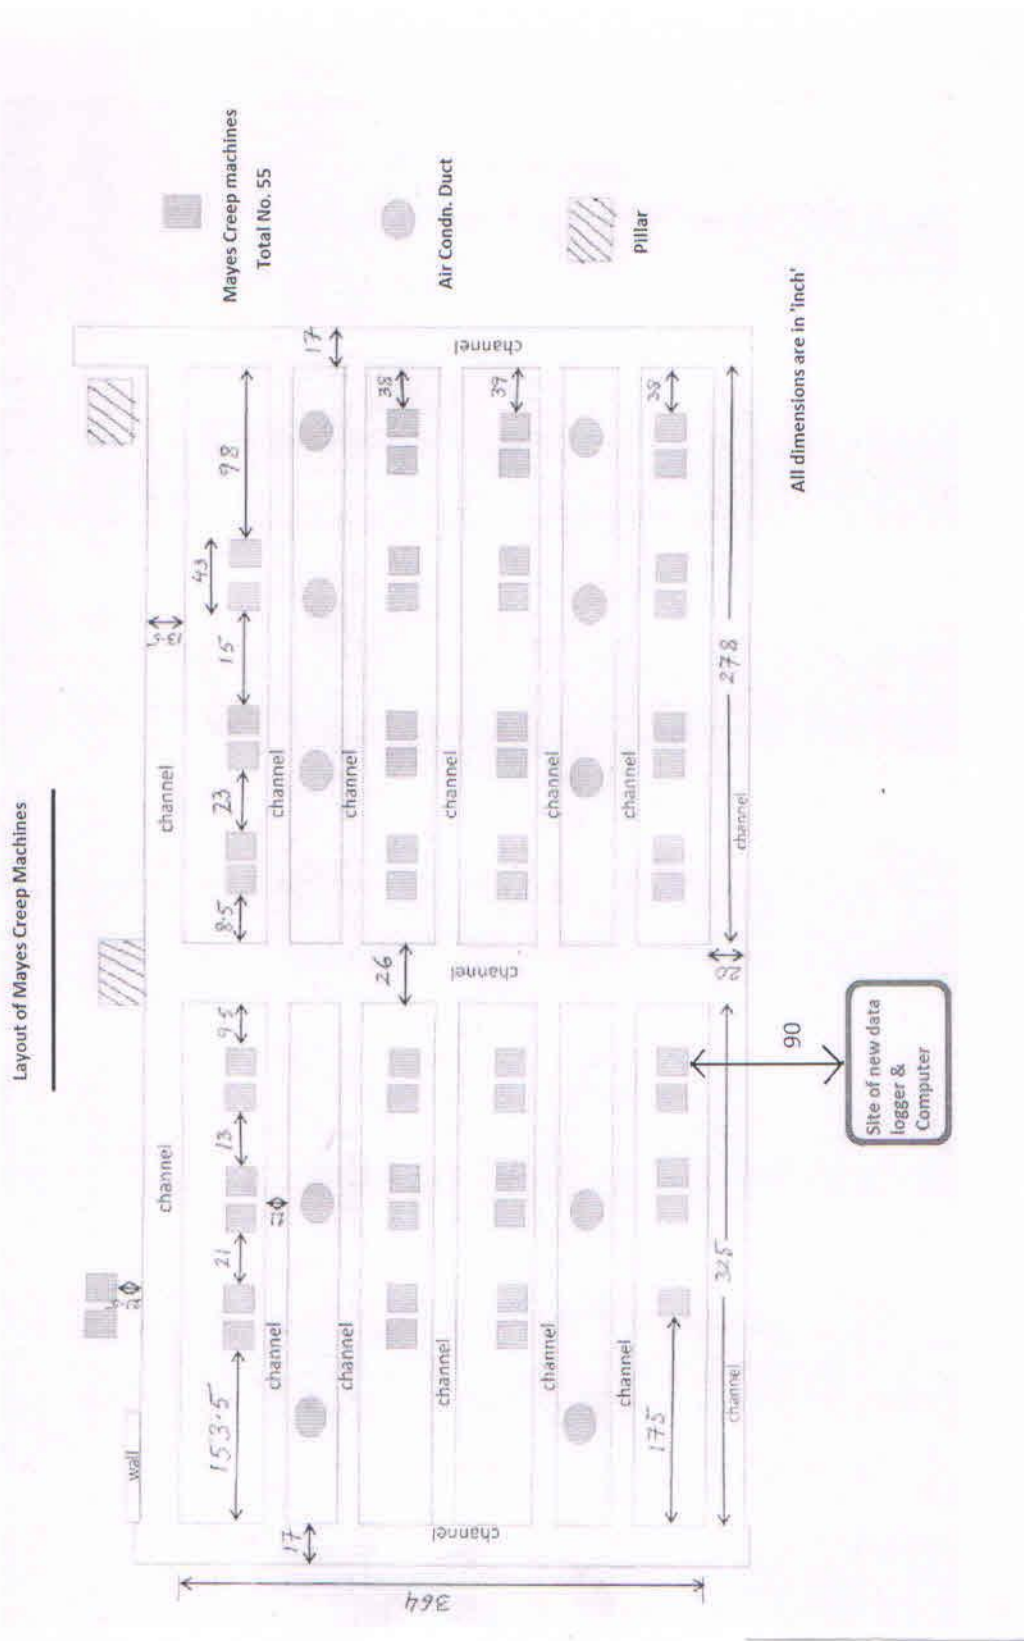 Layout of Mayes Creep Machines
Mayes Creep machines
Total No. 55
Air Condn. Duct
Pillar
All dimensions are in 'inch'
wall
channel
channel
153.5
21
13
9.5
8.5
23
15
43
98
17
17
channel
channel
channel
channel
26
38
channel
channel
channel
channel
channel
39
channel
channel
channel
channel
175
38
325
278
28
channel
channel
364
90
Site of new data
logger &
Computer